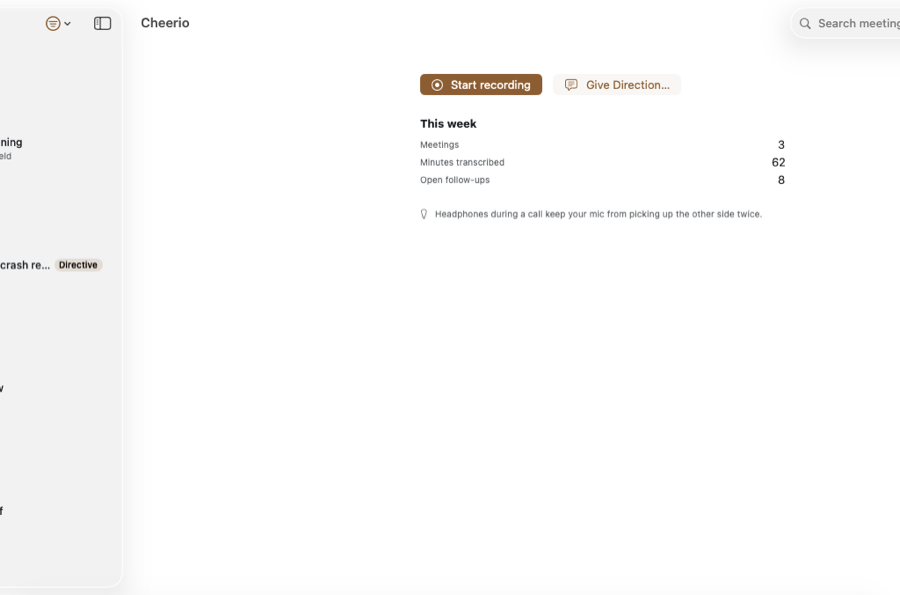 Cheerio
Search meeting
Start recording
Give Direction...
ning
eld
This week
Meetings 3
Minutes transcribed 62
Open follow-ups 8
Headphones during a call keep your mic from picking up the other side twice.
crash re... Directive
f